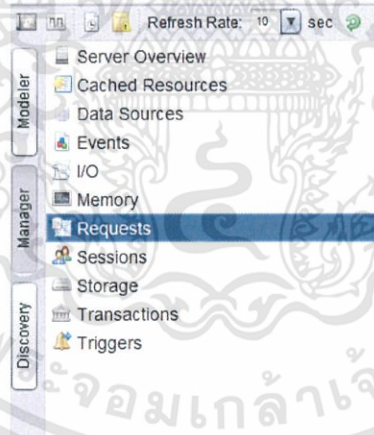 Refresh Rate: 10 sec
Modeler
Manager
Discovery
Server Overview
Cached Resources
Data Sources
Events
I/O
Memory
Requests
Sessions
Storage
Transactions
Triggers